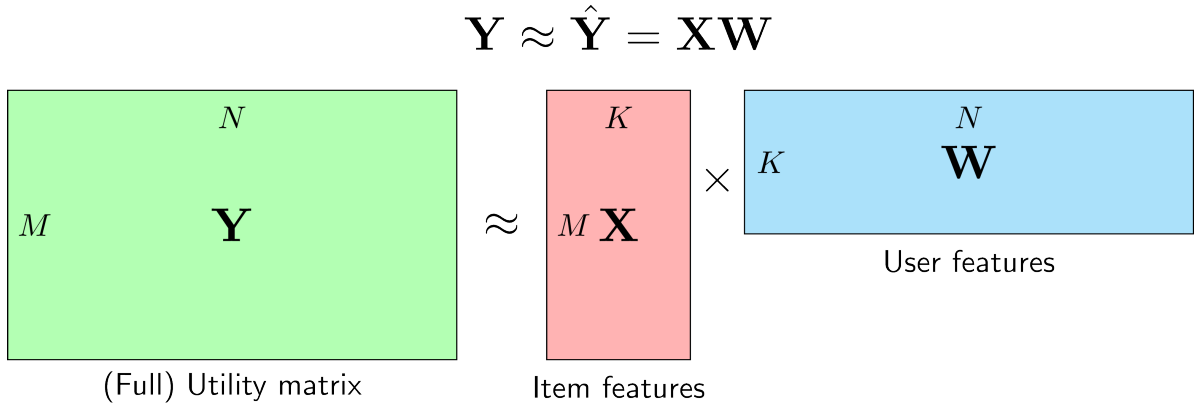 Y ≈ Ŷ = XW
N
M
Y
(Full) Utility matrix
≈
K
M X
Item features
×
N
K
W
User features